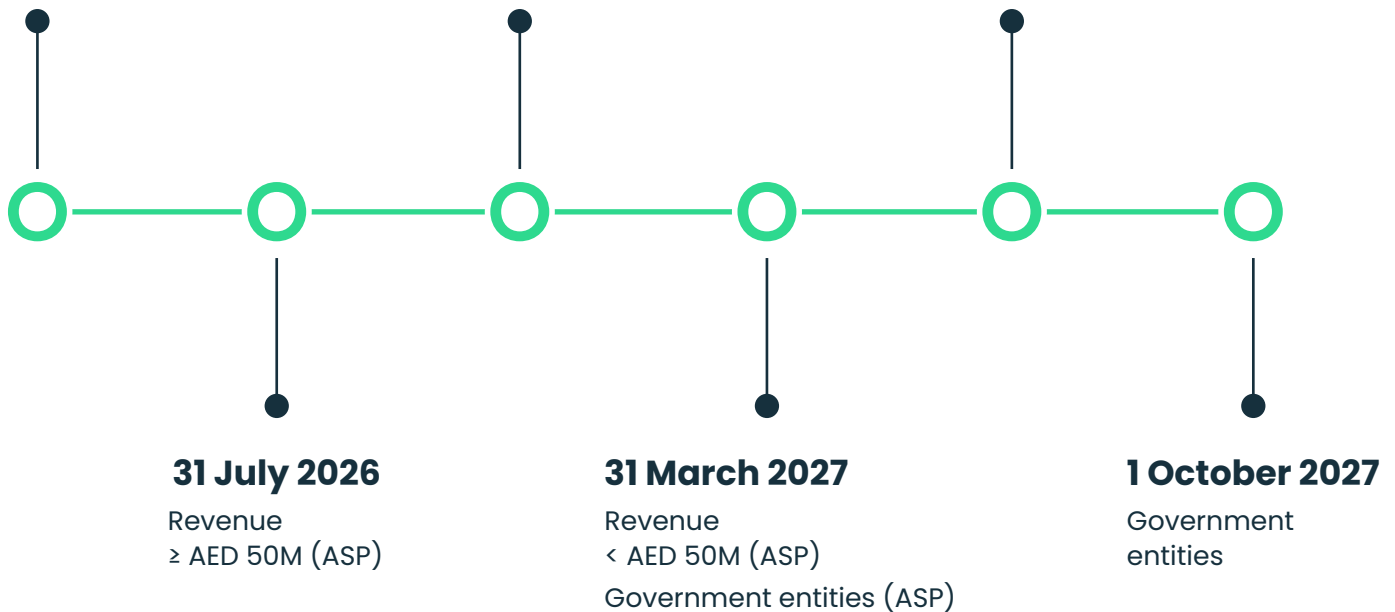 31 July 2026
Revenue
≥ AED 50M (ASP)
31 March 2027
Revenue
< AED 50M (ASP)
Government entities (ASP)
1 October 2027
Government
entities